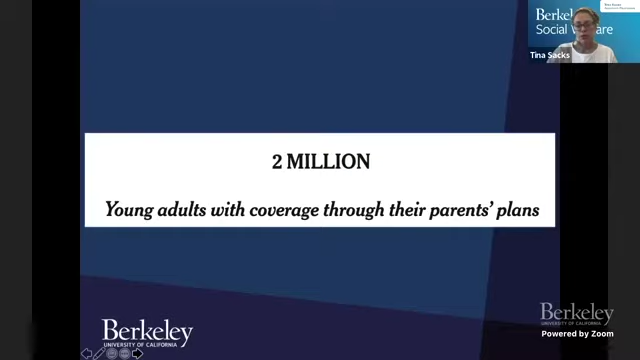 Berkeley
Social Welfare
Tina Sacks
2 MILLION
Young adults with coverage through their parents’ plans
Berkeley
UNIVERSITY OF CALIFORNIA
Berkeley
UNIVERSITY OF CALIFORNIA
Powered by Zoom